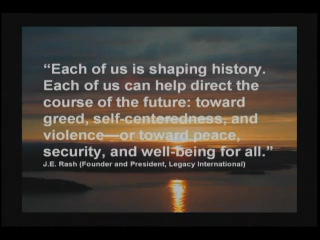 “Each of us is shaping history.
Each of us can help direct the
course of the future: toward
greed, self-centeredness, and
violence—or toward peace,
security, and well-being for all.”
J.E. Rash (Founder and President, Legacy International)